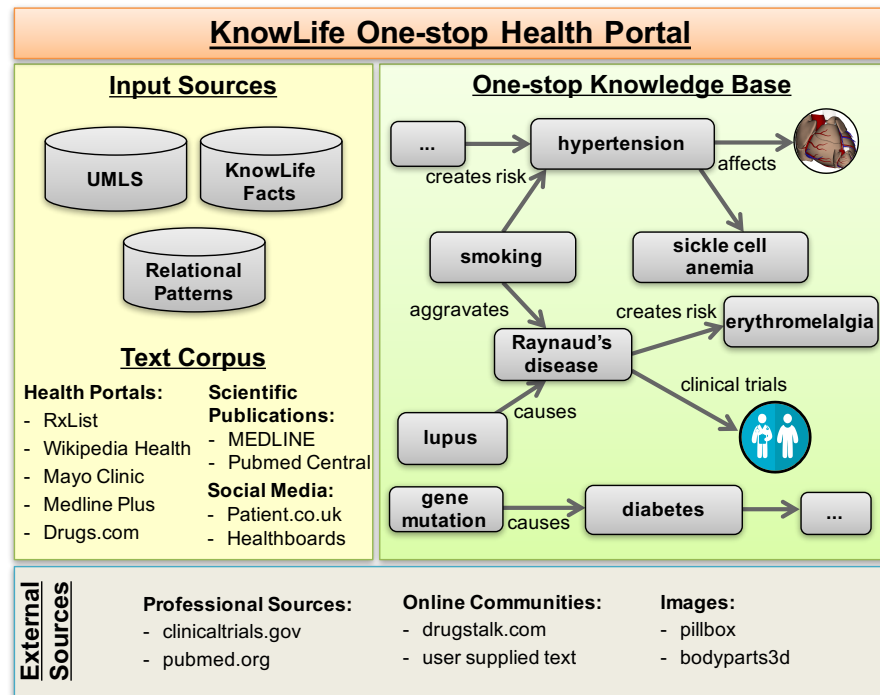 KnowLife One-stop Health Portal
Input Sources
UMLS
KnowLife
Facts
Relational
Patterns
Text Corpus
Health Portals:
- RxList
- Wikipedia Health
- Mayo Clinic
- Medline Plus
- Drugs.com
Scientific
Publications:
- MEDLINE
- Pubmed Central
Social Media:
- Patient.co.uk
- Healthboards
One-stop Knowledge Base
...
hypertension
creates risk
affects
smoking
sickle cell
anemia
aggravates
creates risk
erythromelalgia
Raynaud's
disease
clinical trials
causes
lupus
gene
mutation
causes
diabetes
...
External
Sources
Professional Sources:
- clinicaltrials.gov
- pubmed.org
Online Communities:
- drugstalk.com
- user supplied text
Images:
- pillbox
- bodyparts3d